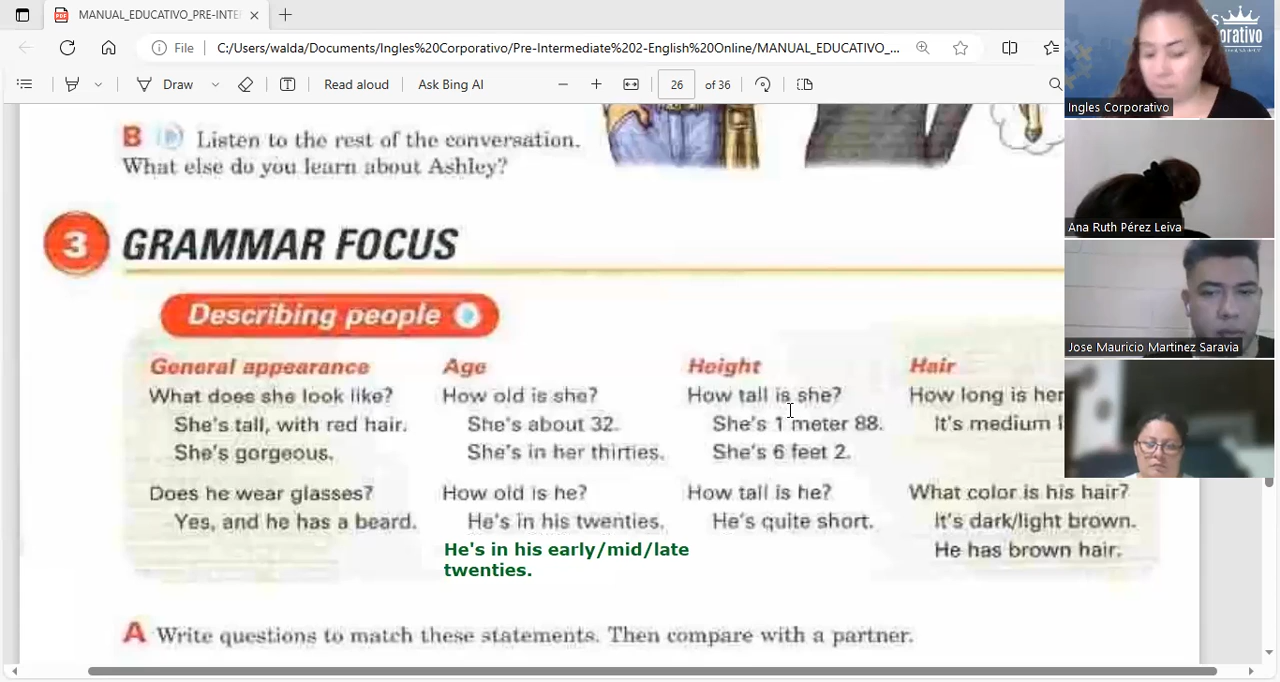 MANUAL_EDUCATIVO_PRE-INTE
File
C:/Users/walda/Documents/Ingles%20Corporativo/Pre-Intermediate%202-English%20Online/MANUAL_EDUCATIVO_...
Draw
Read aloud
Ask Bing AI
26 of 36
B Listen to the rest of the conversation.
What else do you learn about Ashley?
3 GRAMMAR FOCUS
Describing people
General appearance
What does she look like?
She's tall, with red hair.
She's gorgeous.
Does he wear glasses?
Yes, and he has a beard.
Age
How old is she?
She's about 32.
She's in her thirties.
How old is he?
He's in his twenties.
He's in his early/mid/late
twenties.
Height
How tall is she?
She's 1 meter 88.
She's 6 feet 2.
How tall is he?
He's quite short.
Hair
How long is her
It's medium l
What color is his hair?
It's dark/light brown.
He has brown hair.
A Write questions to match these statements. Then compare with a partner.
Ingles Corporativo
Ana Ruth Pérez Leiva
Jose Mauricio Martinez Saravia